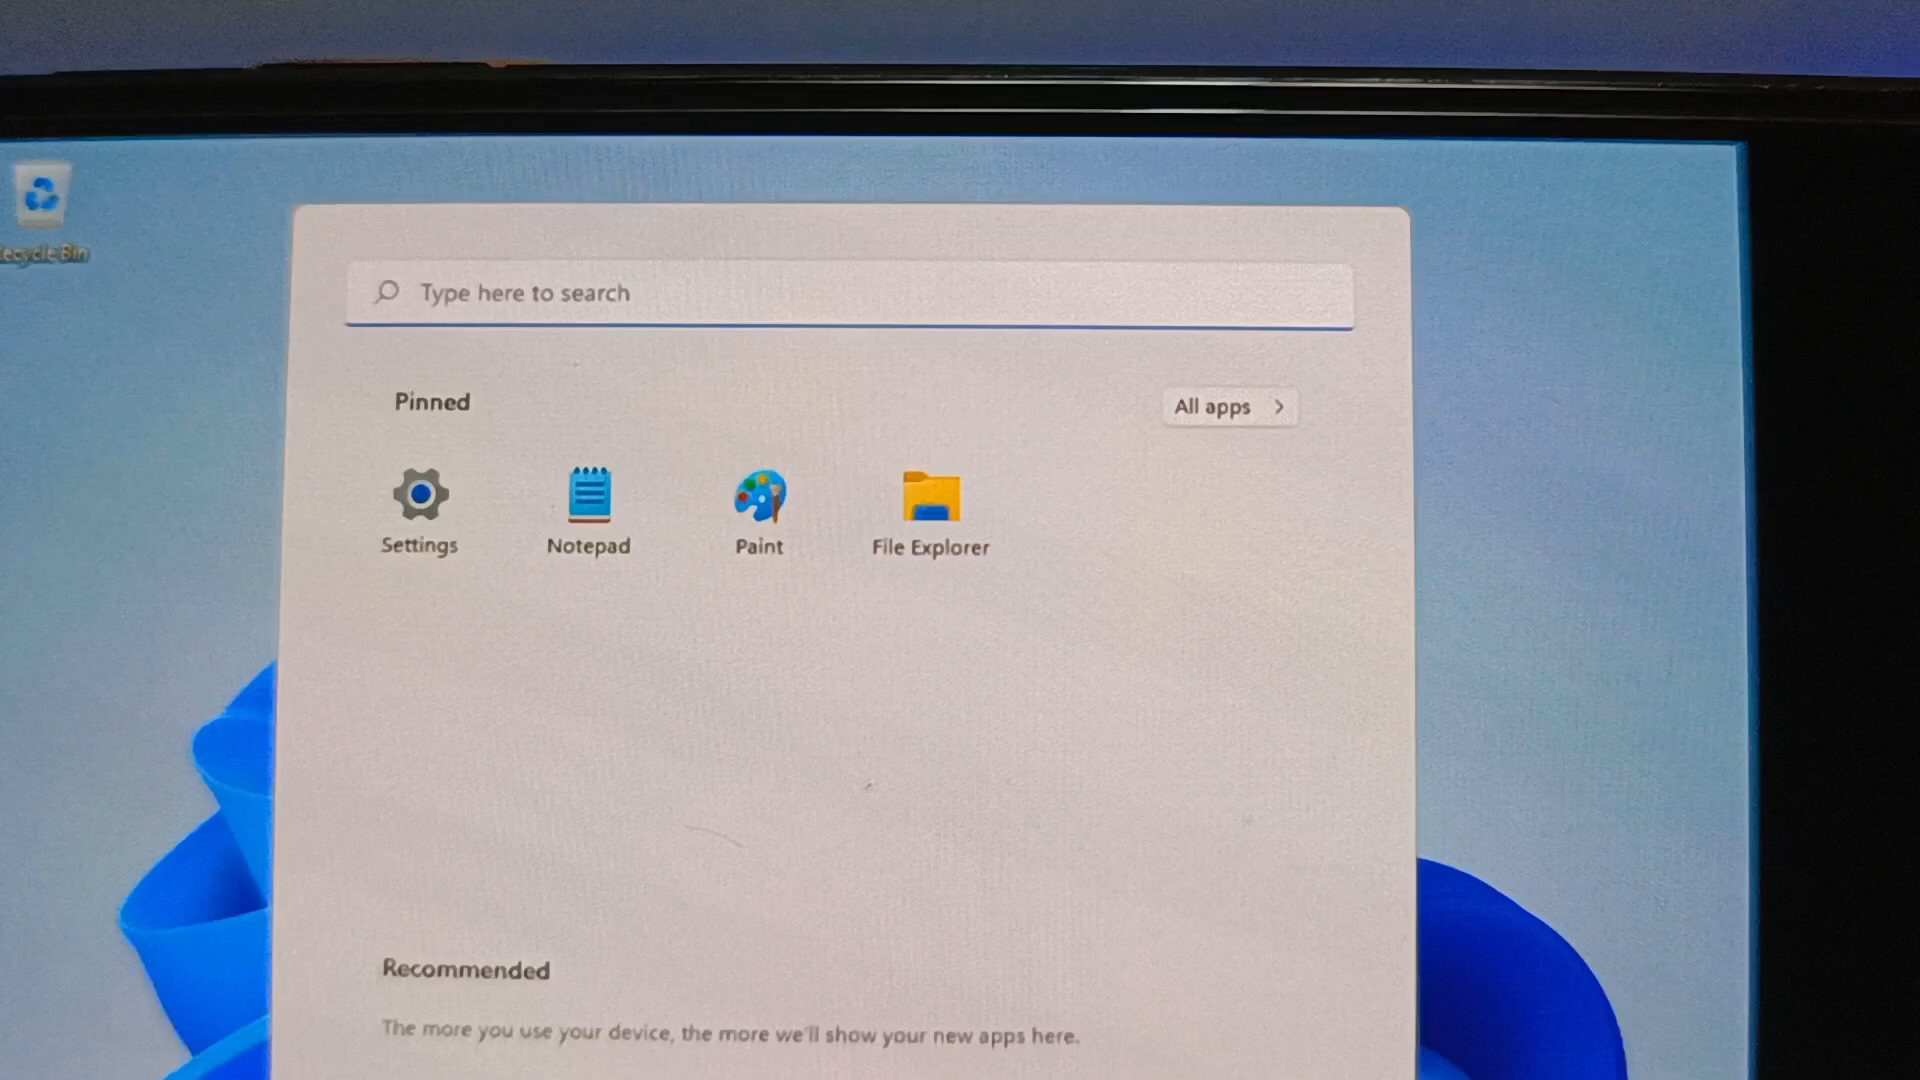 Recycle Bin
Type here to search
Pinned
All apps
Settings
Notepad
Paint
File Explorer
Recommended
The more you use your device, the more we'll show your new apps here.